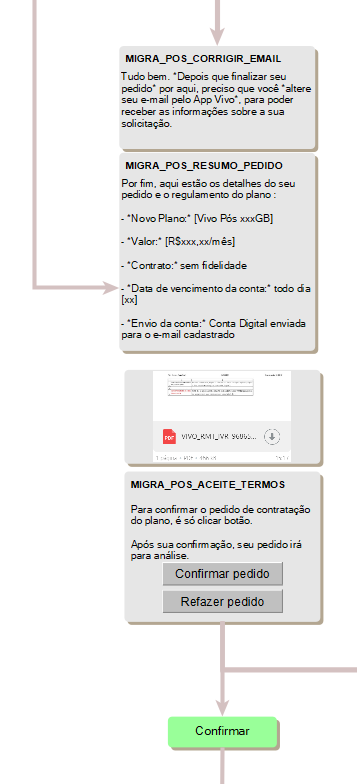 MIGRA_POS_CORRIGIR_EMAIL
Tudo bem. *Depois que finalizar seu
pedido* por aqui, preciso que você *altere
seu e-mail pelo App Vivo*, para poder
receber as informações sobre a sua
solicitação.
MIGRA_POS_RESUMO_PEDIDO
Por fim, aqui estão os detalhes do seu
pedido e o regulamento do plano :
- *Novo Plano:* [Vivo Pós xxxGB]
- *Valor:* [R$xxx,xx/mês]
- *Contrato:* sem fidelidade
- *Data de vencimento da conta:* todo dia
[xx]
- *Envio da conta:* Conta Digital enviada
para o e-mail cadastrado
PDF
MIGRA_POS_ACEITE_TERMOS
Para confirmar o pedido de contratação
do plano, é só clicar botão.
Após sua confirmação, seu pedido irá
para análise.
Confirmar pedido
Refazer pedido
Confirmar